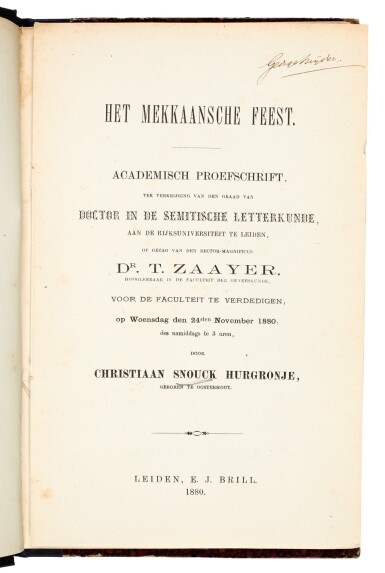 HET MEKKAANSCHE FEEST.
ACADEMISCH PROEFSCHRIFT,
TER VERKRIJGING VAN DEN GRAAD VAN
DOCTOR IN DE SEMITISCHE LETTERKUNDE,
AAN DE RIJKSUNIVERSITEIT TE LEIDEN,
OP GEZAG VAN DEN RECTOR-MAGNIFICUS
DR. T. ZAAYER,
HOOGLEERAAR IN DE FACULTEIT DER GENEESKUNDE,
VOOR DE FACULTEIT TE VERDEDIGEN,
op Woensdag den 24sten November 1880.
des namiddags te 3 uren,
DOOR
CHRISTIAAN SNOUCK HURGRONJE,
GEBOREN TE OOSTERHOUT.
LEIDEN, E. J. BRILL.
1880.